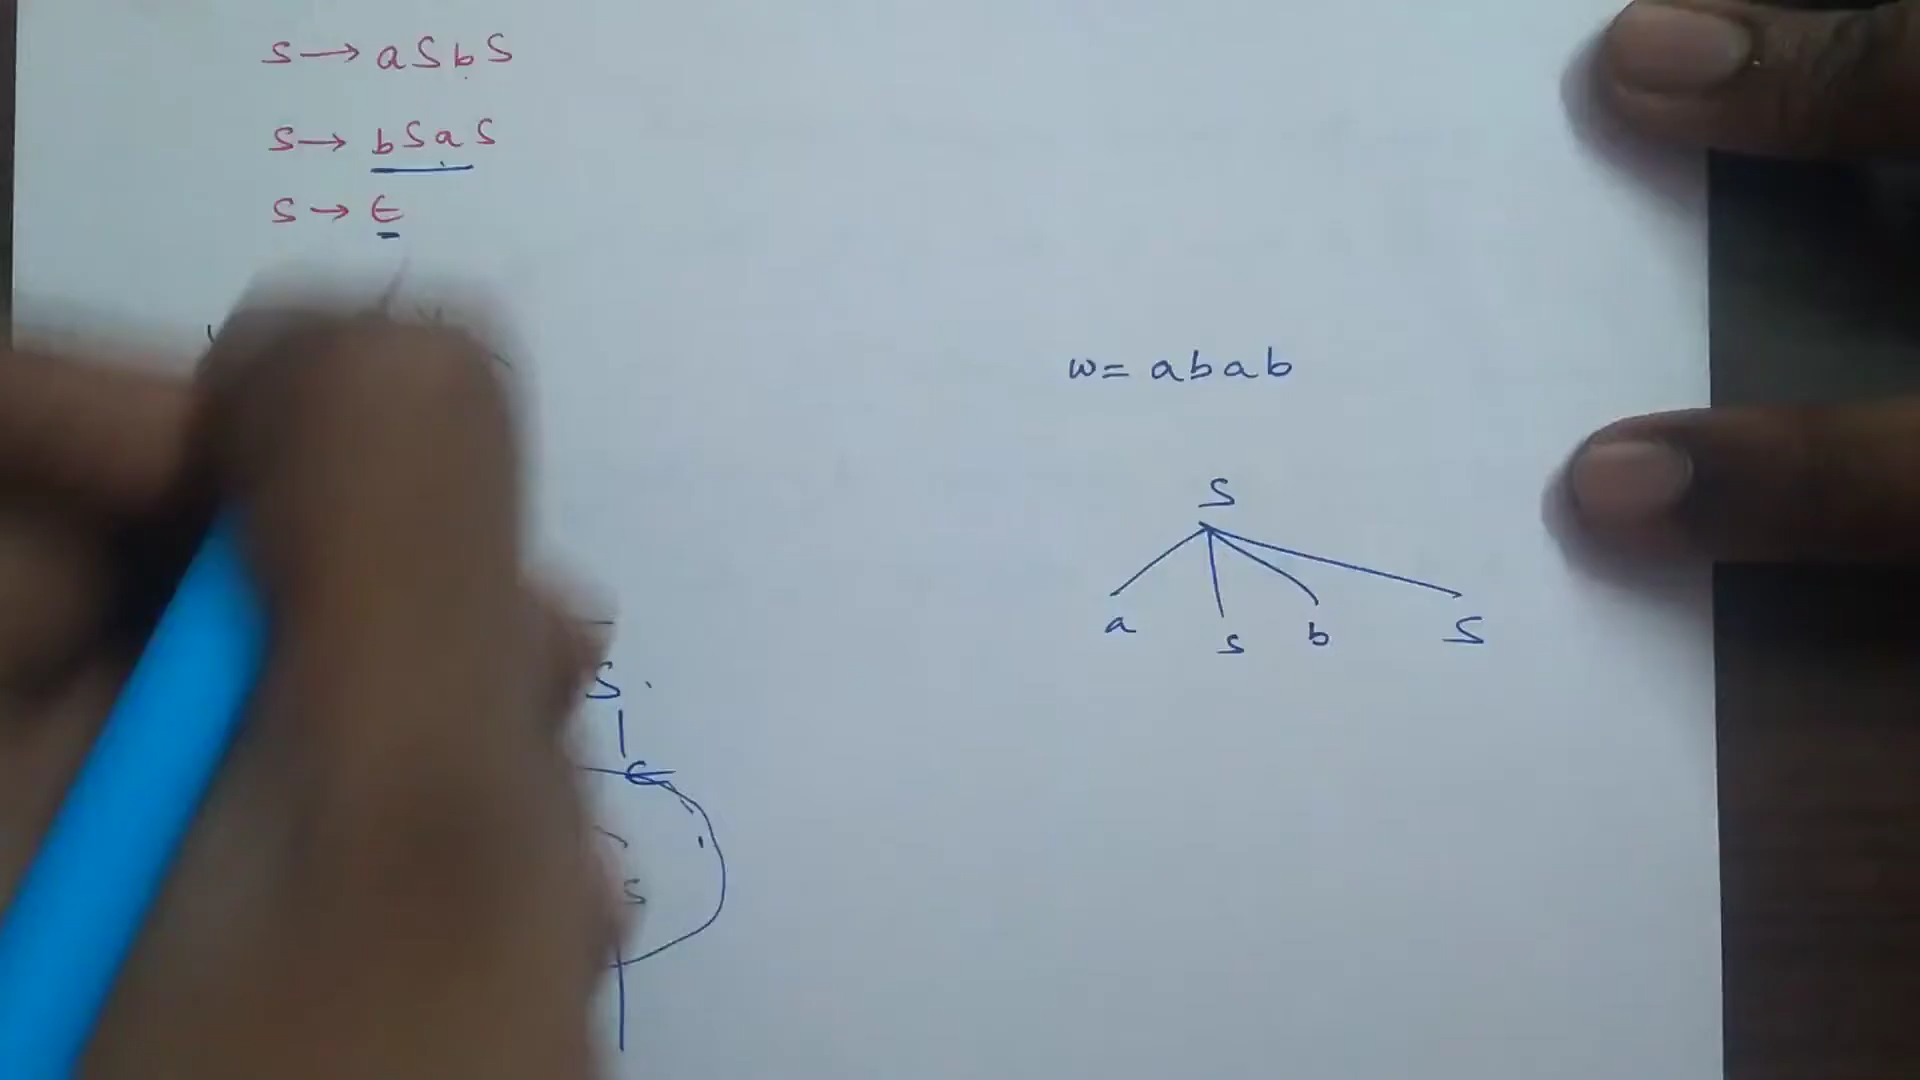 S → aSbS
S → bSaS
S → ε
w = abab
S
a S b S
S
ε
S